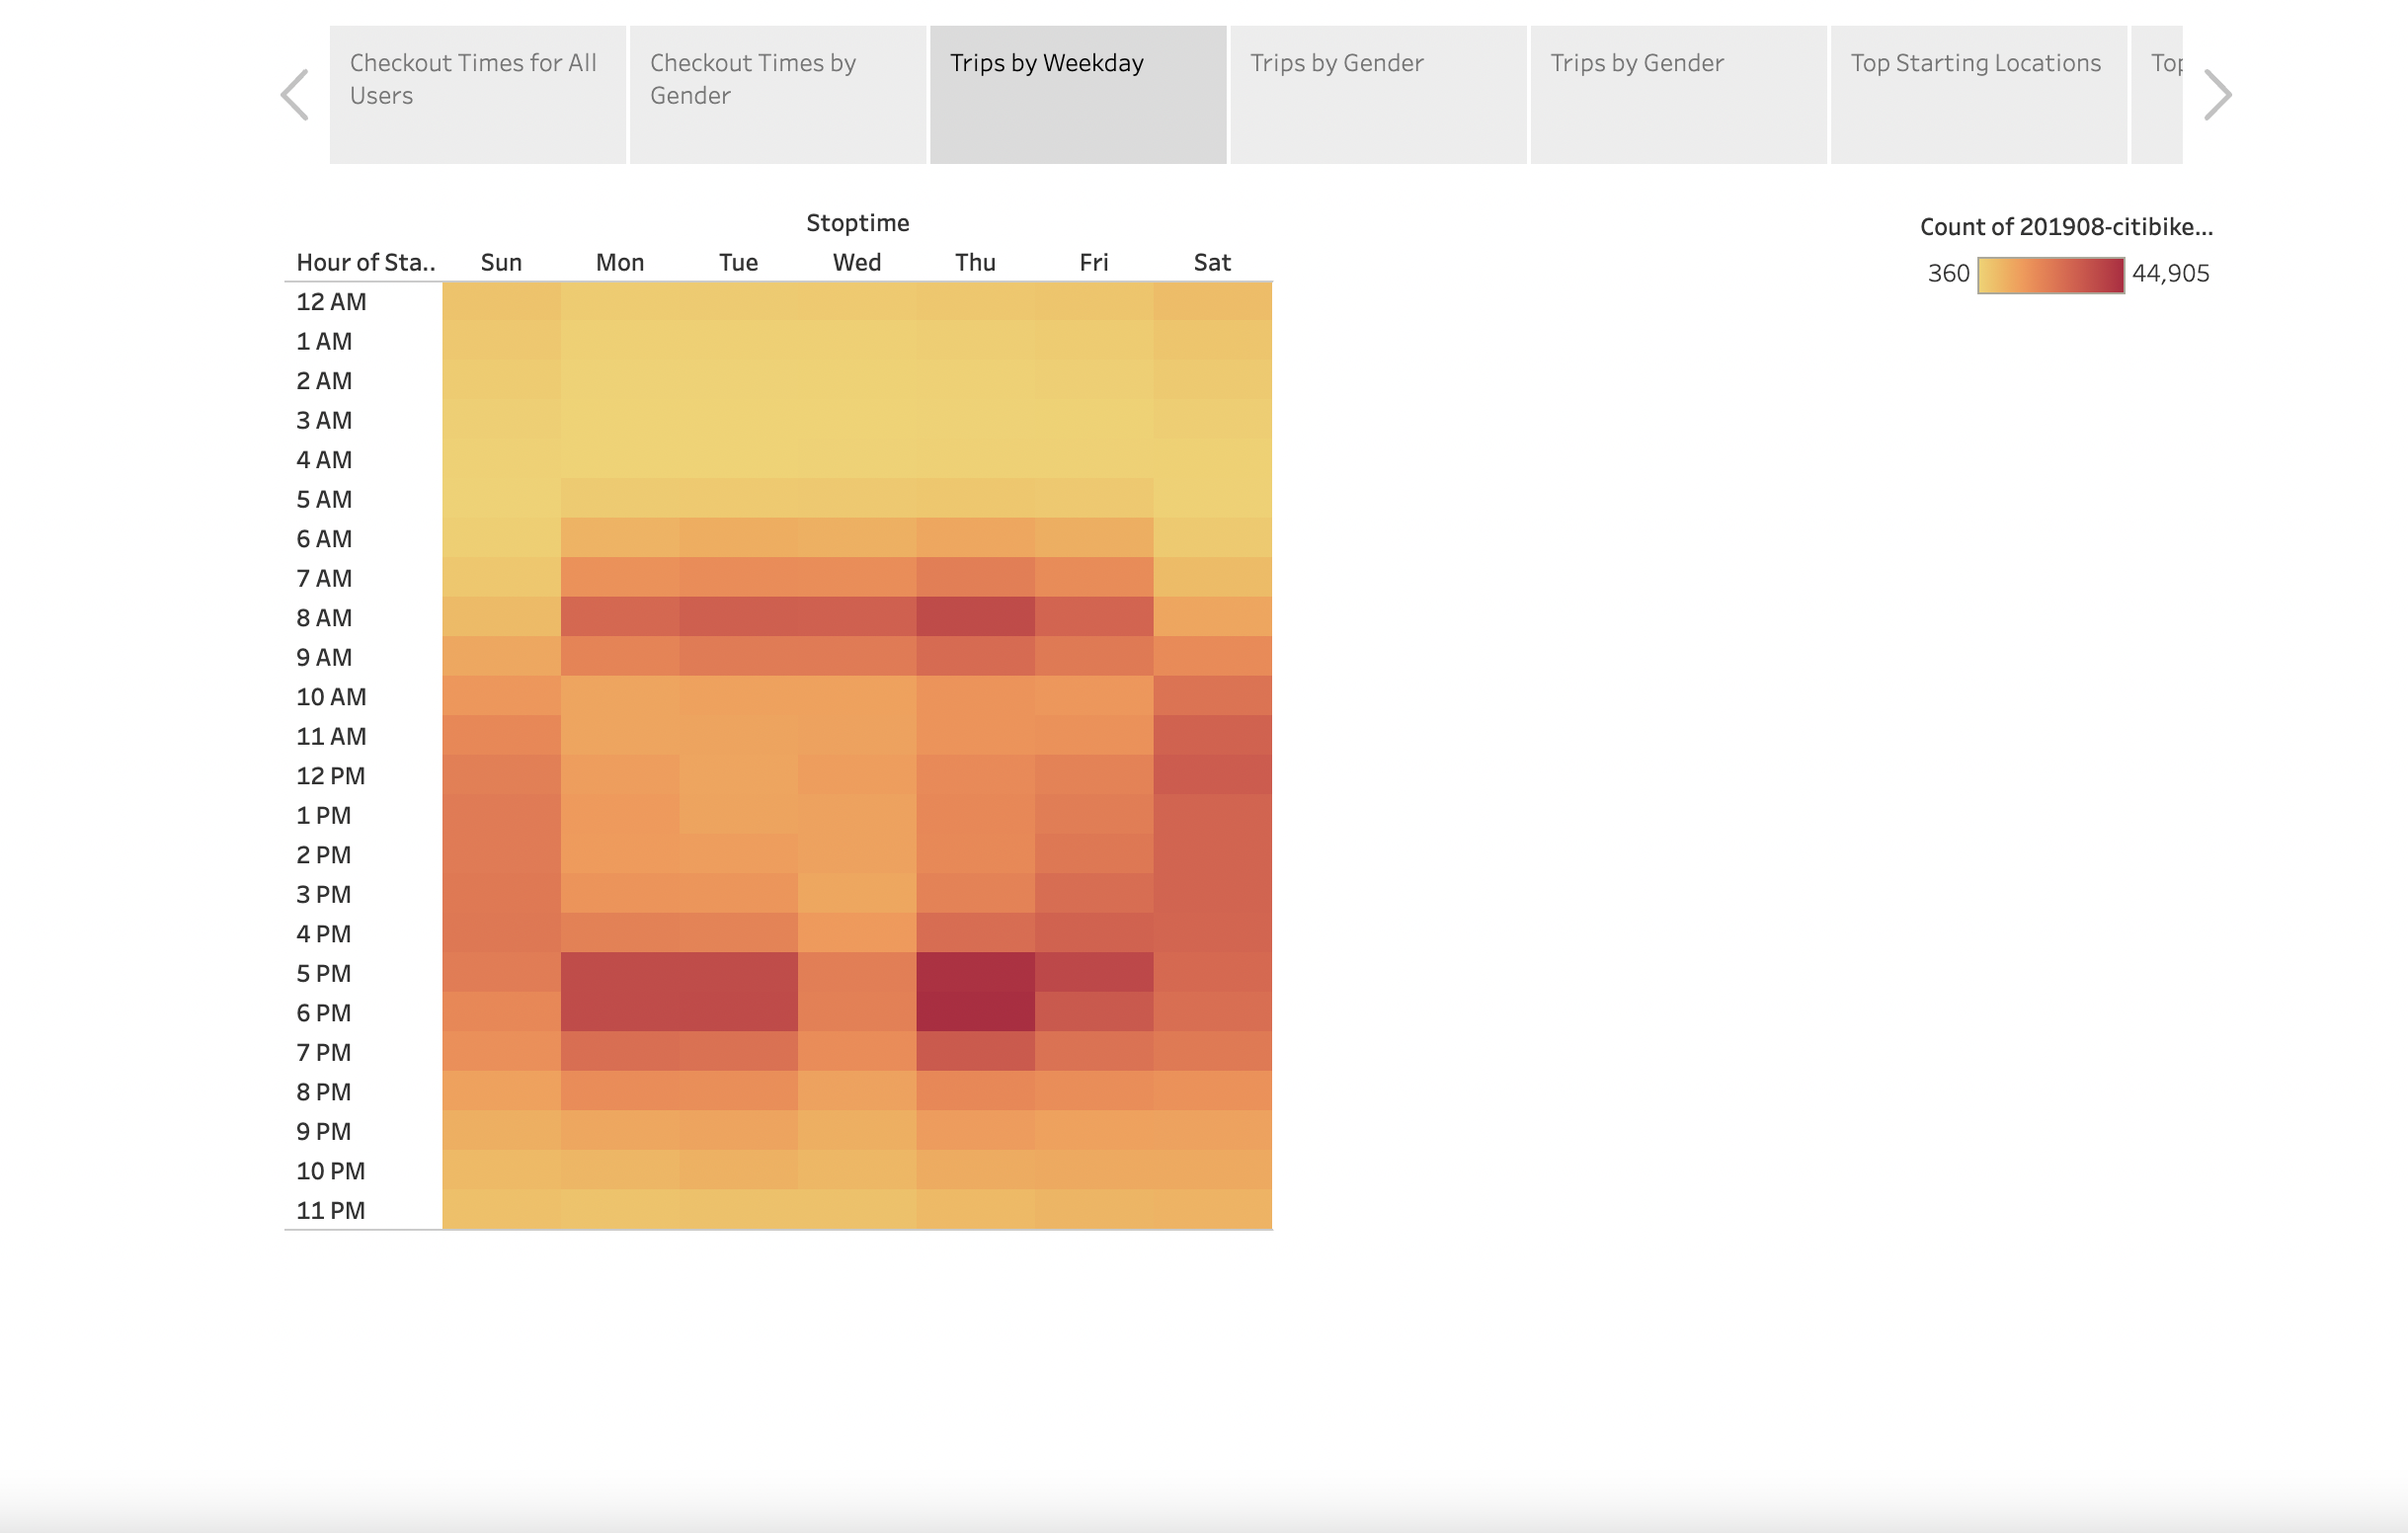 Checkout Times for All
Users
Checkout Times by
Gender
Trips by Weekday
Trips by Gender
Trips by Gender
Top Starting Locations
Top
Stoptime
Hour of Sta.. Sun Mon Tue Wed Thu Fri Sat
12 AM
1 AM
2 AM
3 AM
4 AM
5 AM
6 AM
7 AM
8 AM
9 AM
10 AM
11 AM
12 PM
1 PM
2 PM
3 PM
4 PM
5 PM
6 PM
7 PM
8 PM
9 PM
10 PM
11 PM
Count of 201908-citibike...
360 44,905